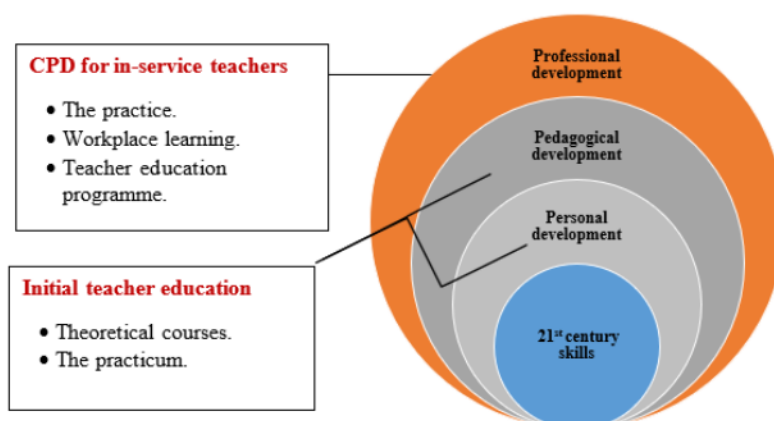 CPD for in-service teachers
• The practice.
• Workplace learning.
• Teacher education
programme.
Initial teacher education
• Theoretical courses.
• The practicum.
Professional
development
Pedagogical
development
Personal
development
21st century
skills